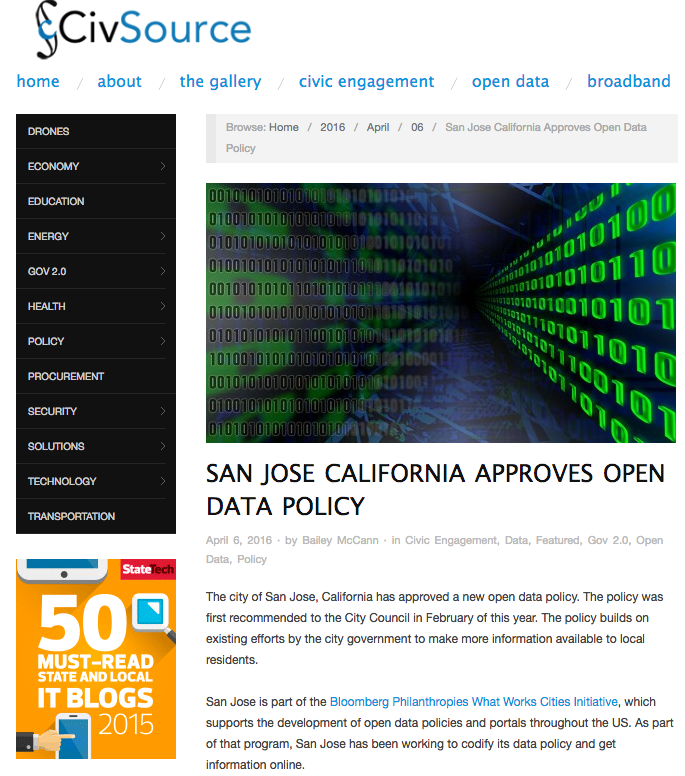 CivSource
home / about / the gallery / civic engagement / open data / broadband
DRONES
ECONOMY
EDUCATION
ENERGY
GOV 2.0
HEALTH
POLICY
PROCUREMENT
SECURITY
SOLUTIONS
TECHNOLOGY
TRANSPORTATION
StateTech
50
MUST–READ
STATE AND LOCAL
IT BLOGS
2015
Browse: Home / 2016 / April / 06 / San Jose California Approves Open Data
Policy
SAN JOSE CALIFORNIA APPROVES OPEN
DATA POLICY
April 6, 2016 · by Bailey McCann · in Civic Engagement, Data, Featured, Gov 2.0, Open
Data, Policy
The city of San Jose, California has approved a new open data policy. The policy was
first recommended to the City Council in February of this year. The policy builds on
existing efforts by the city government to make more information available to local
residents.
San Jose is part of the Bloomberg Philanthropies What Works Cities Initiative, which
supports the development of open data policies and portals throughout the US. As part
of that program, San Jose has been working to codify its data policy and get
information online.